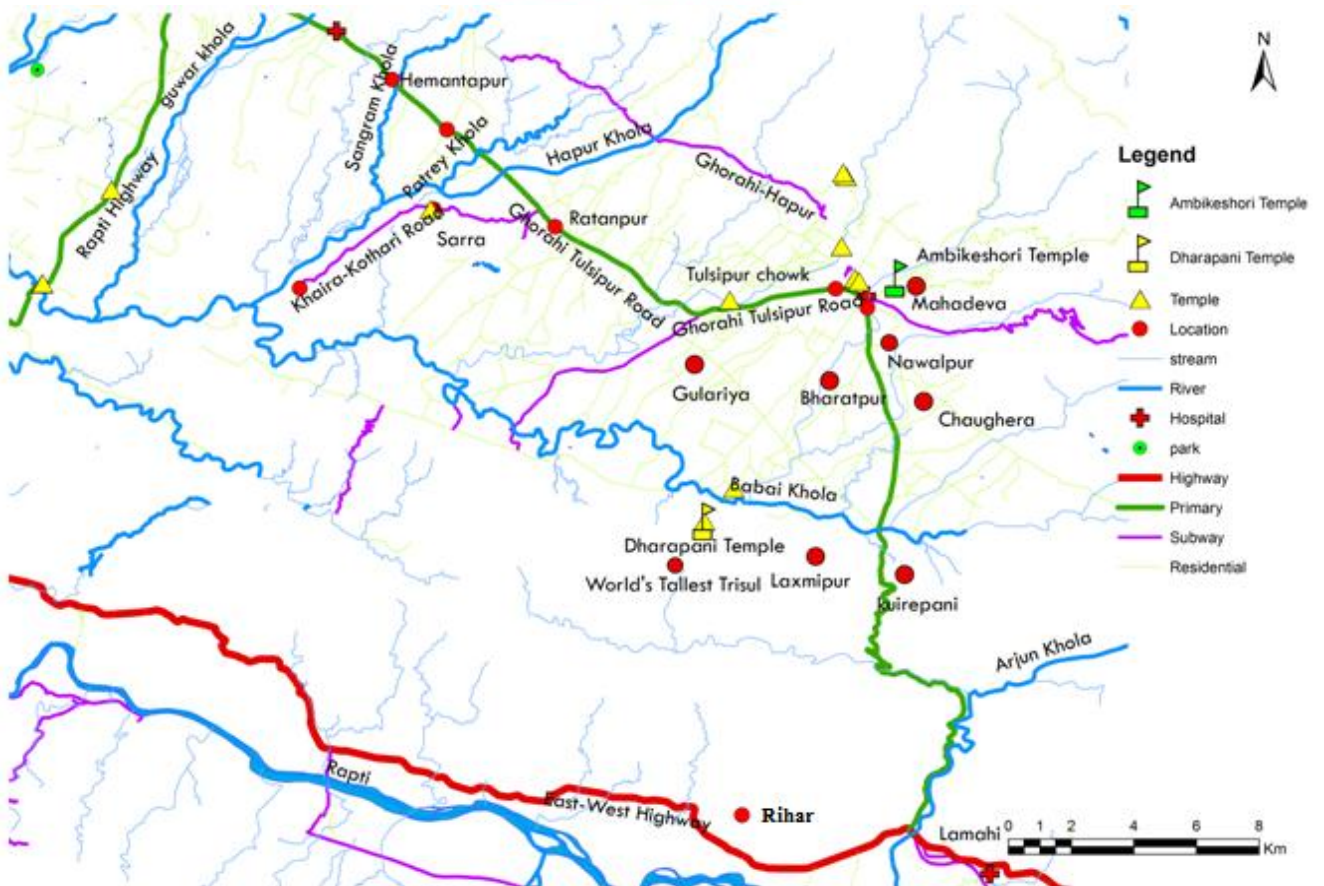 N
guwar khola
Hemantapur
Sangram Khola
Patrey Khola
Hapur Khola
Ghorahi-Hapur
Rapti Highway
Khaira-Kothari Road
Sarra
Ratanpur
Ghorahi Tulsipur Road
Tulsipur chowk
Ghorahi Tulsipur Road
Ambikeshori Temple
Mahadeva
Nawalpur
Gulariya
Bharatpur
Chaughera
Babai Khola
Dharapani Temple
World's Tallest Trisul
Laxmipur
kuirepani
Arjun Khola
Rapti
East-West Highway
Rihar
Lamahi
Legend
Ambikeshori Temple
Dharapani Temple
Temple
Location
stream
River
Hospital
park
Highway
Primary
Subway
Residential
0 1 2 4 6 8
Km